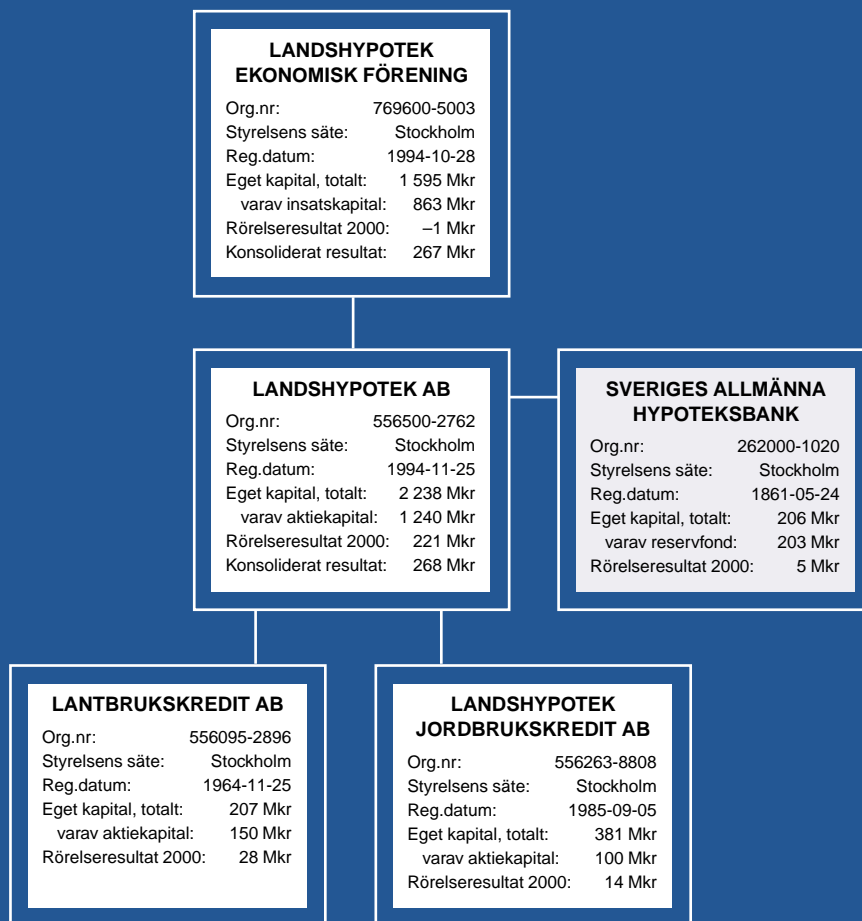 LANDSHYPOTEK
EKONOMISK FÖRENING
Org.nr: 769600-5003
Styrelsens säte: Stockholm
Reg.datum: 1994-10-28
Eget kapital, totalt: 1 595 Mkr
varav insatskapital: 863 Mkr
Rörelseresultat 2000: –1 Mkr
Konsoliderat resultat: 267 Mkr
LANDSHYPOTEK AB
Org.nr: 556500-2762
Styrelsens säte: Stockholm
Reg.datum: 1994-11-25
Eget kapital, totalt: 2 238 Mkr
varav aktiekapital: 1 240 Mkr
Rörelseresultat 2000: 221 Mkr
Konsoliderat resultat: 268 Mkr
SVERIGES ALLMÄNNA
HYPOTEKSBANK
Org.nr: 262000-1020
Styrelsens säte: Stockholm
Reg.datum: 1861-05-24
Eget kapital, totalt: 206 Mkr
varav reservfond: 203 Mkr
Rörelseresultat 2000: 5 Mkr
LANTBRUKSKREDIT AB
Org.nr: 556095-2896
Styrelsens säte: Stockholm
Reg.datum: 1964-11-25
Eget kapital, totalt: 207 Mkr
varav aktiekapital: 150 Mkr
Rörelseresultat 2000: 28 Mkr
LANDSHYPOTEK
JORDBRUKSKREDIT AB
Org.nr: 556263-8808
Styrelsens säte: Stockholm
Reg.datum: 1985-09-05
Eget kapital, totalt: 381 Mkr
varav aktiekapital: 100 Mkr
Rörelseresultat 2000: 14 Mkr